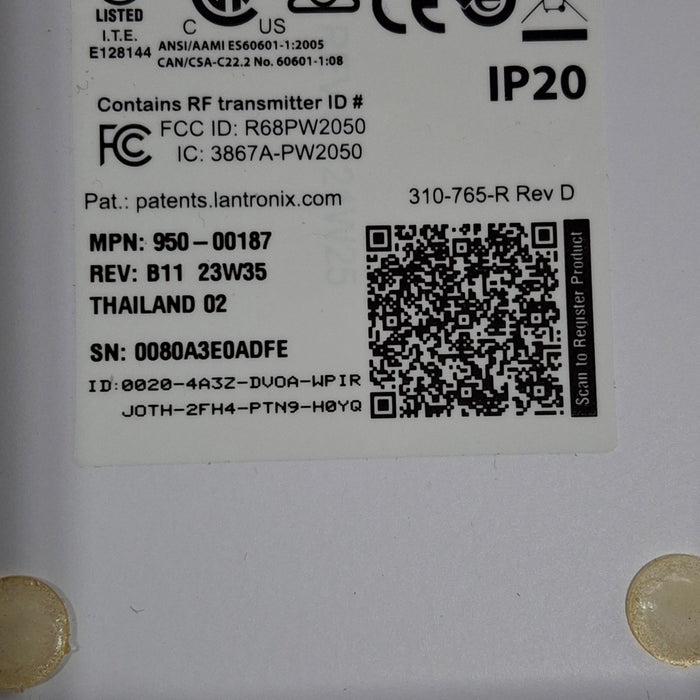 LISTED
C US
I.T.E.
E128144
ANSI/AAMI ES60601-1:2005
CAN/CSA-C22.2 No. 60601-1:08
IP20
Contains RF transmitter ID #
FCC ID: R68PW2050
IC: 3867A-PW2050
Pat.: patents.lantronix.com
310-765-R Rev D
MPN: 950-00187
REV: B11 23W35
THAILAND 02
SN: 0080A3E0ADFE
ID:0020-4A3Z-DVOA-WPIR
JOTH-2FH4-PTN9-H0YQ
Scan to Register Product